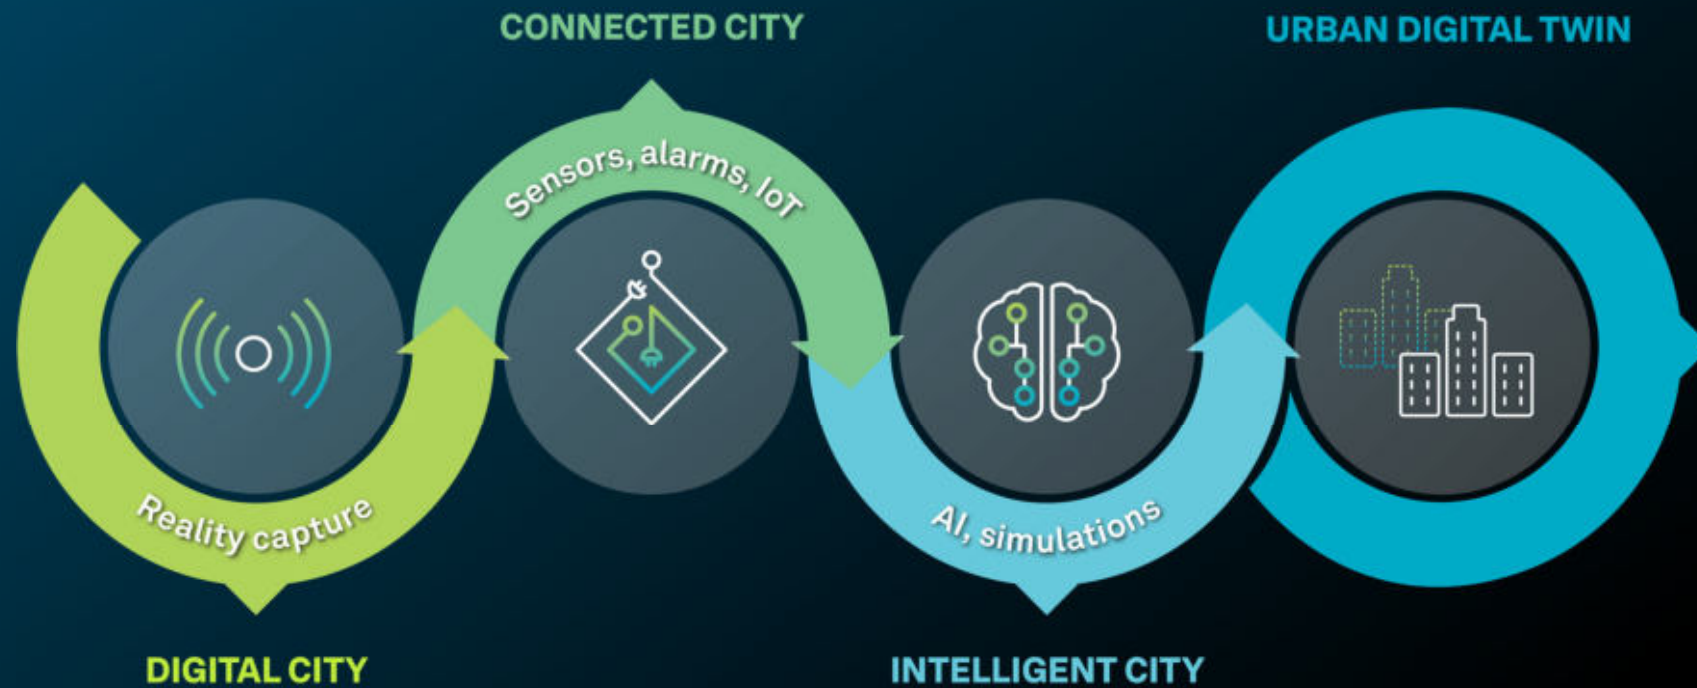 CONNECTED CITY
URBAN DIGITAL TWIN
Sensors, alarms, IoT
Reality capture
AI, simulations
DIGITAL CITY
INTELLIGENT CITY